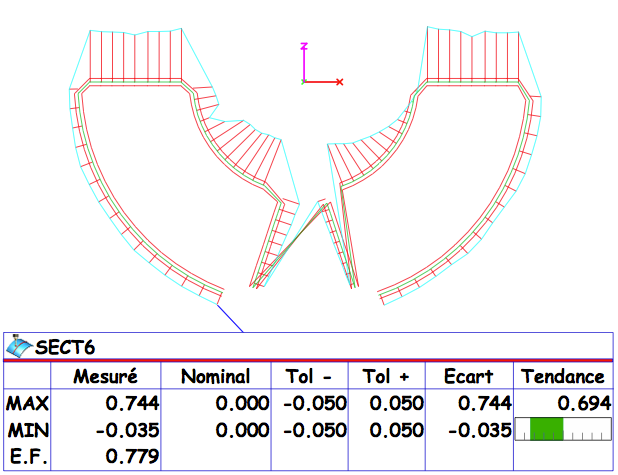 Z
X
SECT6
Mesuré Nominal Tol - Tol + Ecart Tendance
MAX 0.744 0.000 -0.050 0.050 0.744 0.694
MIN -0.035 0.000 -0.050 0.050 -0.035
E.F. 0.779